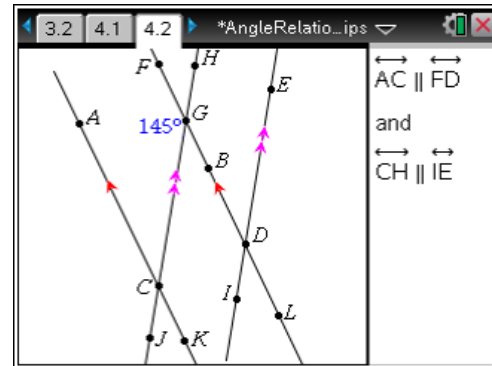 3.2 4.1 4.2 *AngleRelatio...ips
F H
E
A
145° G
B
D
C
I
L
J K
AC || FD
and
CH || IE